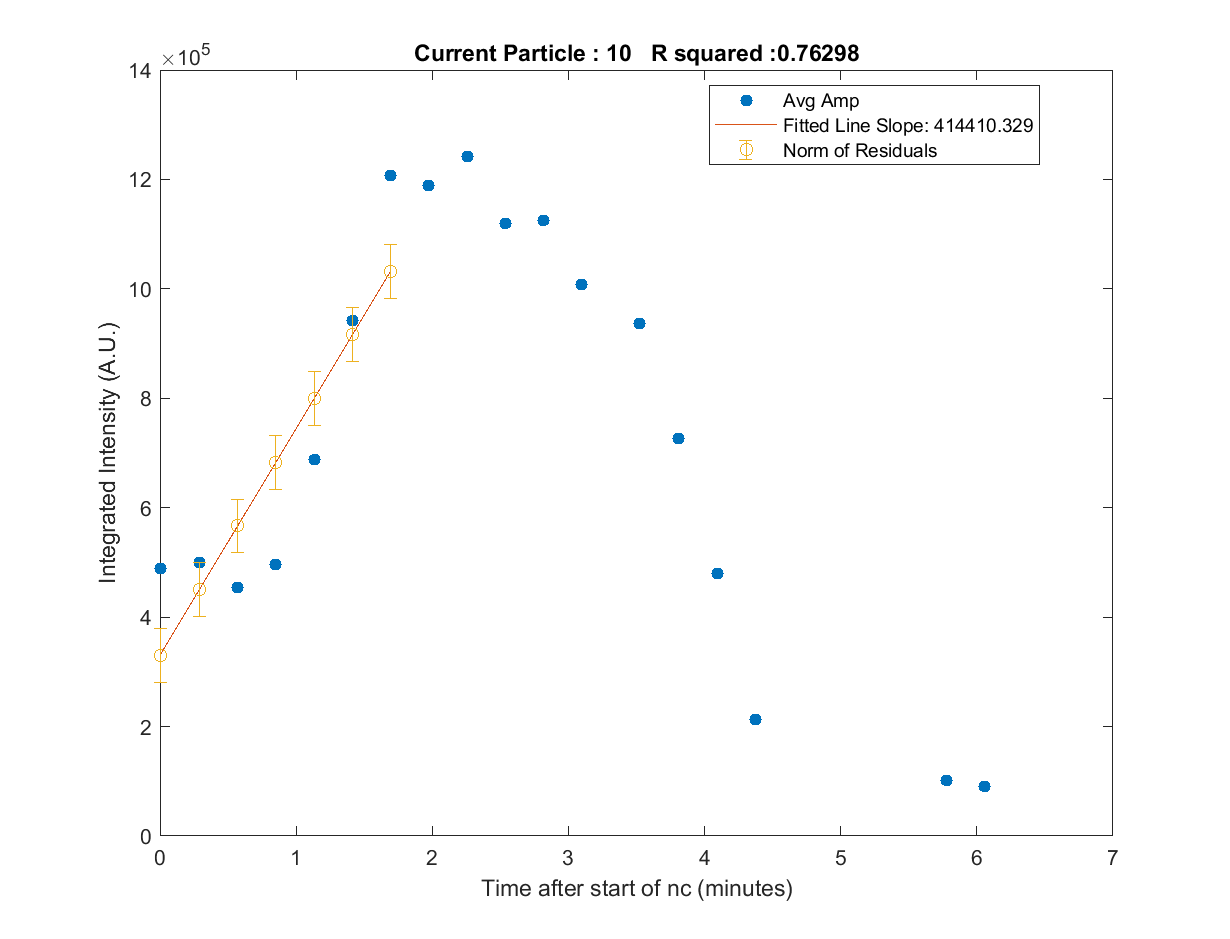 Current Particle : 10 R squared :0.76298
×10^5
14
12
10
8
6
4
2
0
Integrated Intensity (A.U.)
Avg Amp
Fitted Line Slope: 414410.329
Norm of Residuals
0 1 2 3 4 5 6 7
Time after start of nc (minutes)